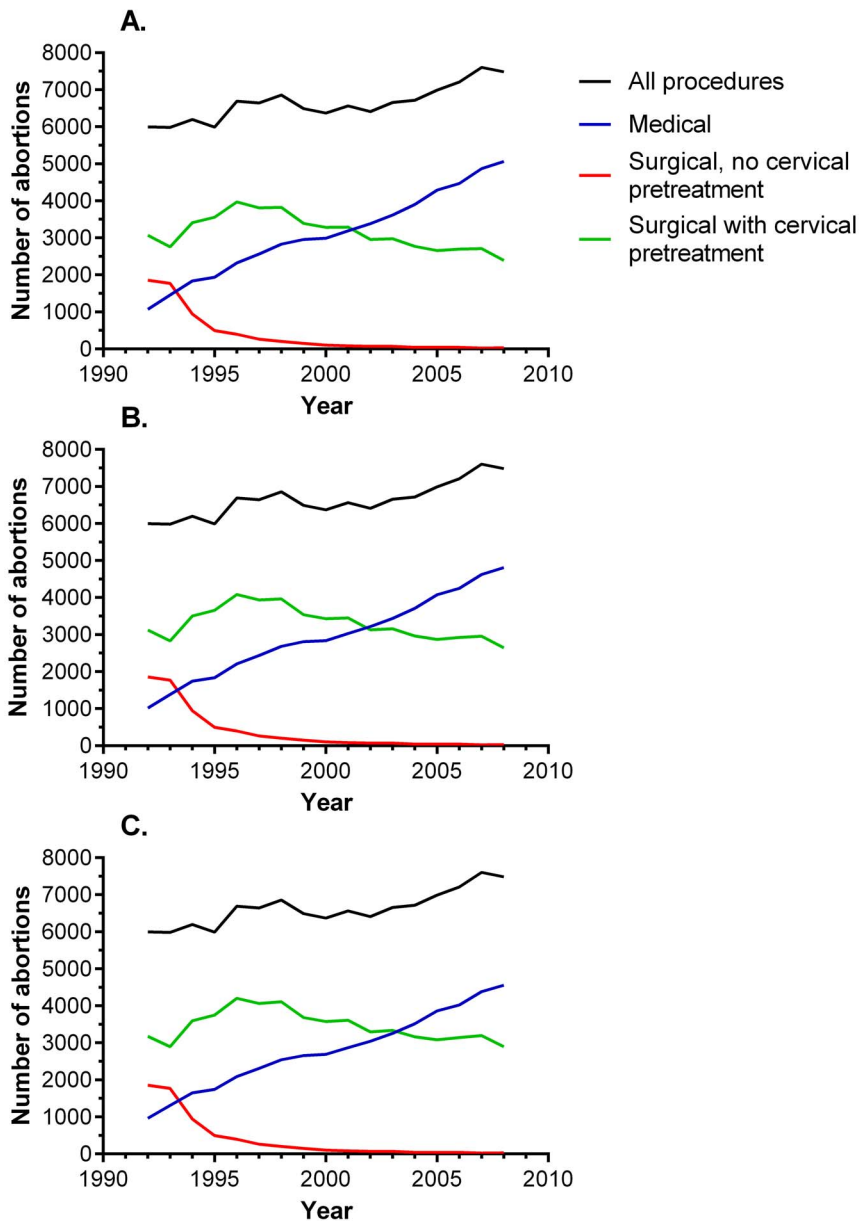 A.
8000
7000
6000
5000
4000
3000
2000
1000
0
Number of abortions
1990
1995
2000
2005
2010
Year
All procedures
Medical
Surgical, no cervical
pretreatment
Surgical with cervical
pretreatment
B.
8000
7000
6000
5000
4000
3000
2000
1000
0
Number of abortions
1990
1995
2000
2005
2010
Year
C.
8000
7000
6000
5000
4000
3000
2000
1000
0
Number of abortions
1990
1995
2000
2005
2010
Year